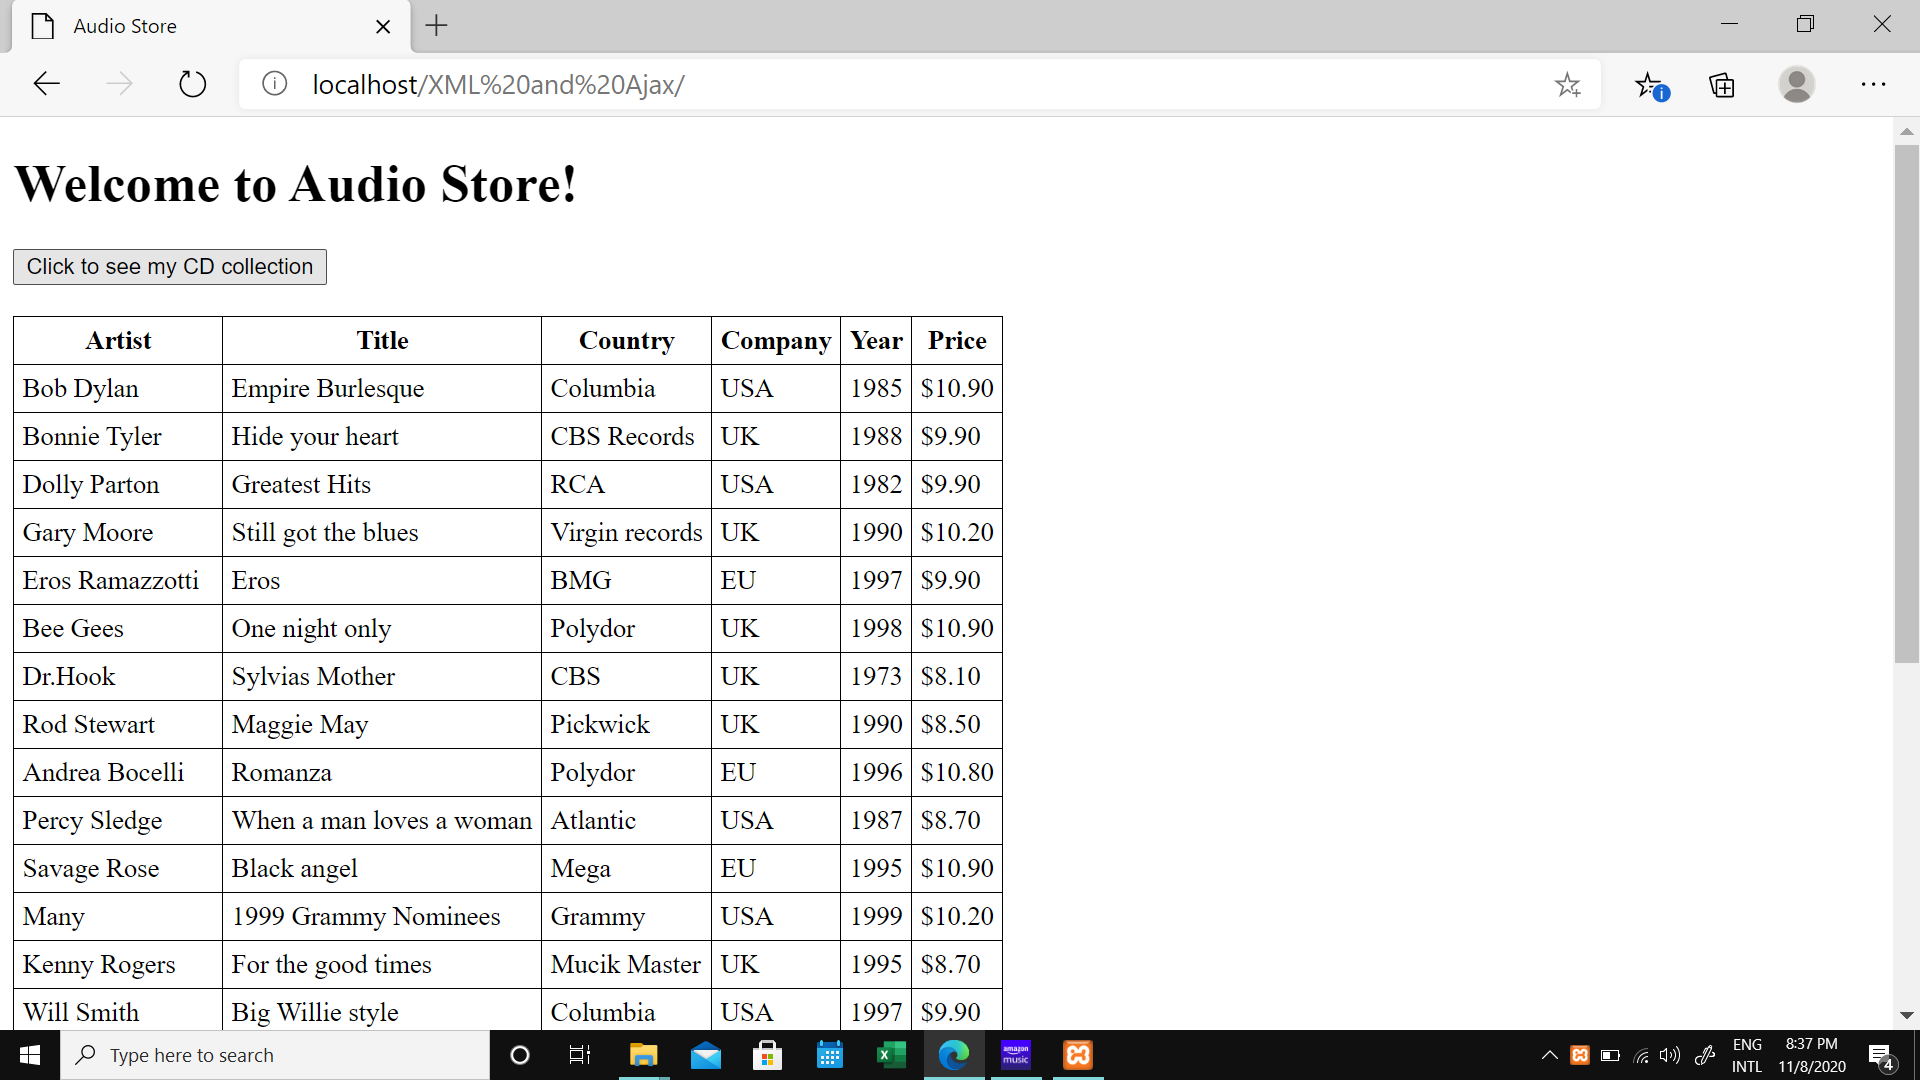 Audio Store
localhost/XML%20and%20Ajax/
Welcome to Audio Store!
Click to see my CD collection
Artist Title Country Company Year Price
Bob Dylan Empire Burlesque Columbia USA 1985 $10.90
Bonnie Tyler Hide your heart CBS Records UK 1988 $9.90
Dolly Parton Greatest Hits RCA USA 1982 $9.90
Gary Moore Still got the blues Virgin records UK 1990 $10.20
Eros Ramazzotti Eros BMG EU 1997 $9.90
Bee Gees One night only Polydor UK 1998 $10.90
Dr.Hook Sylvias Mother CBS UK 1973 $8.10
Rod Stewart Maggie May Pickwick UK 1990 $8.50
Andrea Bocelli Romanza Polydor EU 1996 $10.80
Percy Sledge When a man loves a woman Atlantic USA 1987 $8.70
Savage Rose Black angel Mega EU 1995 $10.90
Many 1999 Grammy Nominees Grammy USA 1999 $10.20
Kenny Rogers For the good times Mucik Master UK 1995 $8.70
Will Smith Big Willie style Columbia USA 1997 $9.90
Type here to search
amazon
music
ENG
INTL
8:37 PM
11/8/2020
4